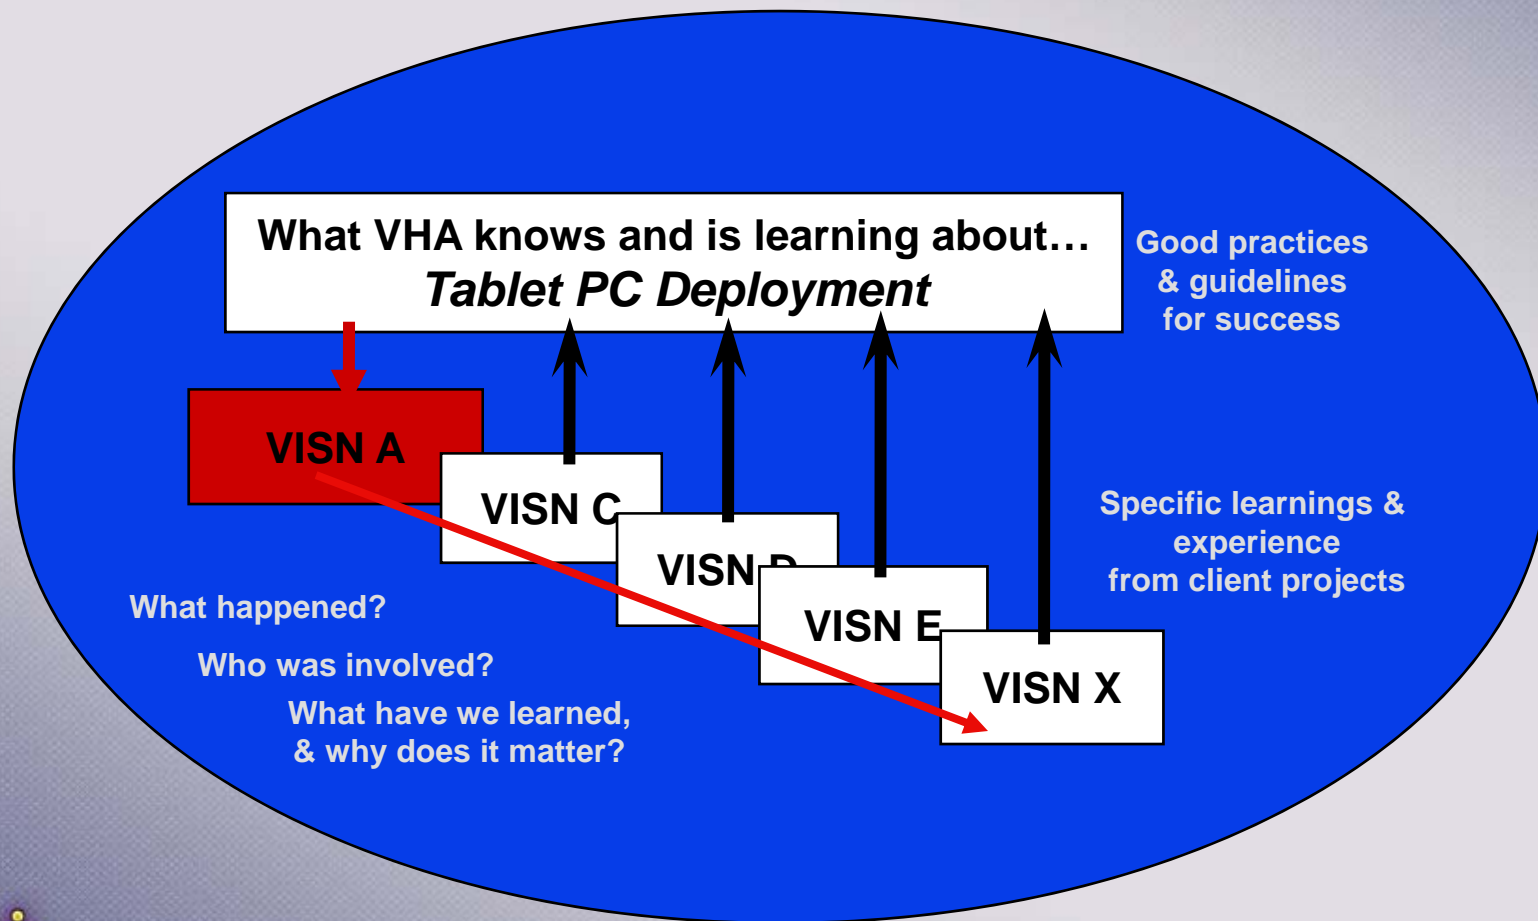 What VHA knows and is learning about…
Tablet PC Deployment
Good practices
& guidelines
for success
VISN A
VISN C
VISN D
VISN E
VISN X
Specific learnings &
experience
from client projects
What happened?
Who was involved?
What have we learned,
& why does it matter?